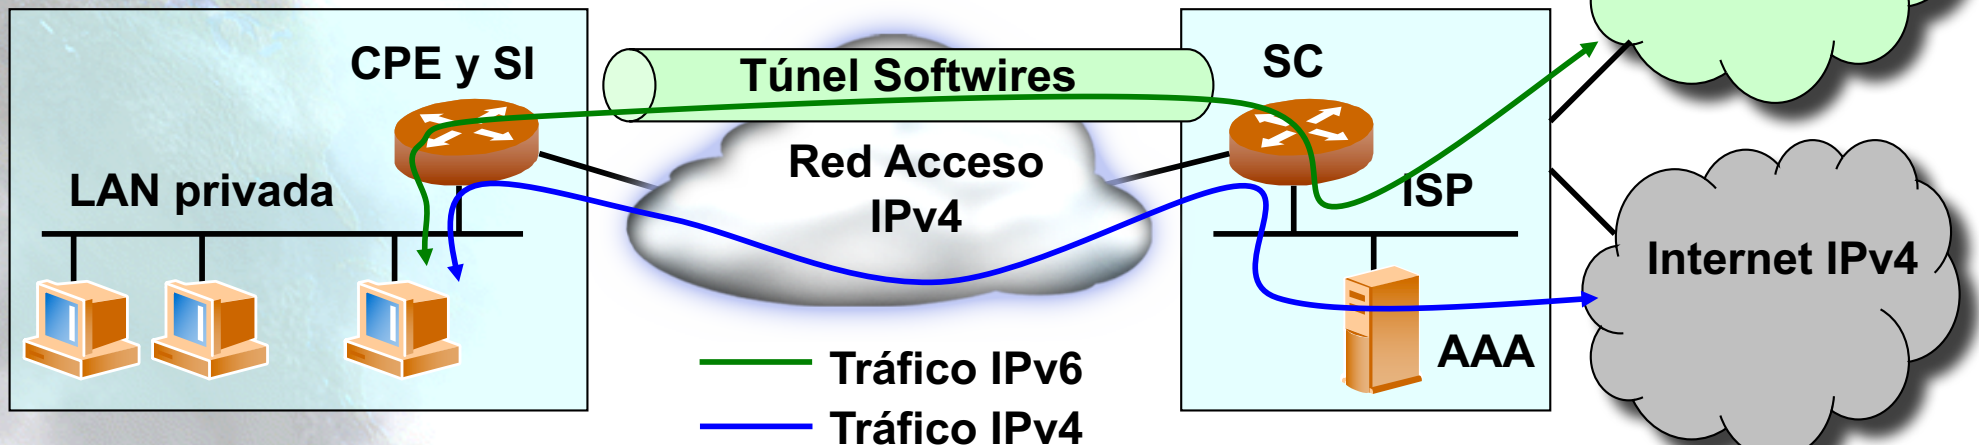 CPE y SI
Túnel Softwires
SC
LAN privada
Red Acceso
IPv4
ISP
Internet IPv4
AAA
Tráfico IPv6
Tráfico IPv4